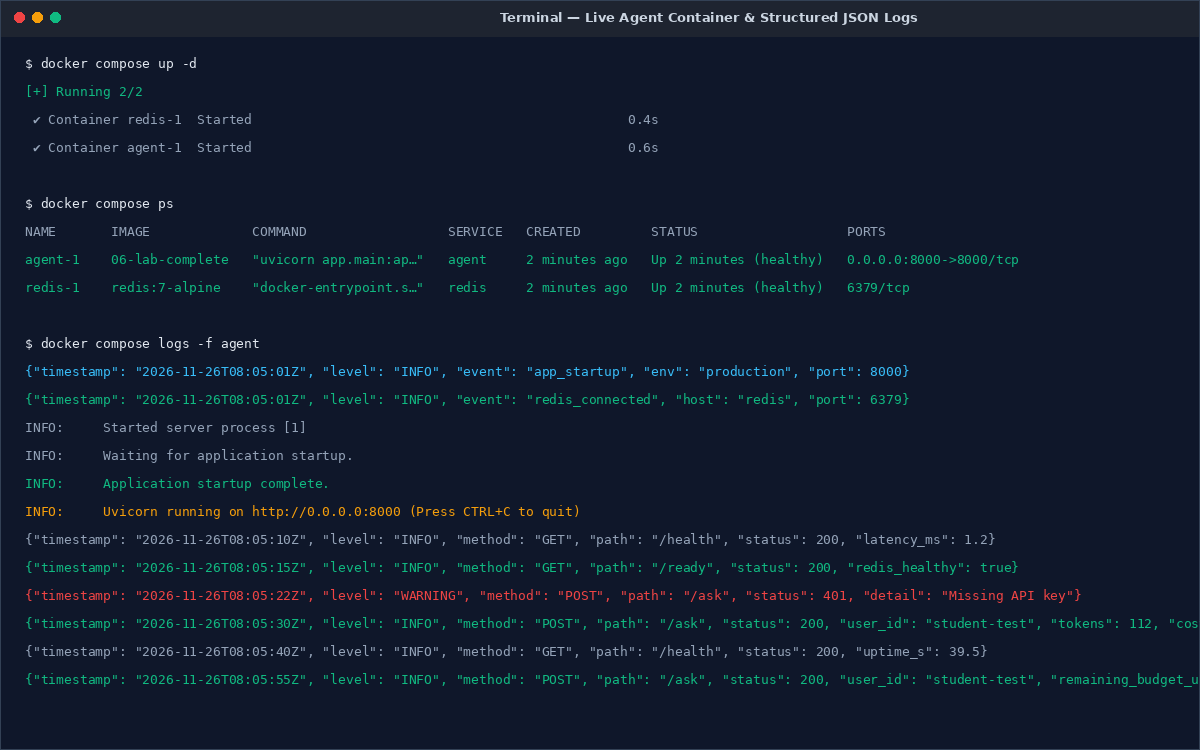 Terminal — Live Agent Container & Structured JSON Logs
$ docker compose up -d
[+] Running 2/2
✔ Container redis-1  Started                                                0.4s
✔ Container agent-1  Started                                                0.6s
$ docker compose ps
NAME       IMAGE             COMMAND                  SERVICE   CREATED         STATUS                   PORTS
agent-1    06-lab-complete   "uvicorn app.main:ap…"   agent     2 minutes ago   Up 2 minutes (healthy)   0.0.0.0:8000->8000/tcp
redis-1    redis:7-alpine    "docker-entrypoint.s…"   redis     2 minutes ago   Up 2 minutes (healthy)   6379/tcp
$ docker compose logs -f agent
{"timestamp": "2026-11-26T08:05:01Z", "level": "INFO", "event": "app_startup", "env": "production", "port": 8000}
{"timestamp": "2026-11-26T08:05:01Z", "level": "INFO", "event": "redis_connected", "host": "redis", "port": 6379}
INFO:     Started server process [1]
INFO:     Waiting for application startup.
INFO:     Application startup complete.
INFO:     Uvicorn running on http://0.0.0.0:8000 (Press CTRL+C to quit)
{"timestamp": "2026-11-26T08:05:10Z", "level": "INFO", "method": "GET", "path": "/health", "status": 200, "latency_ms": 1.2}
{"timestamp": "2026-11-26T08:05:15Z", "level": "INFO", "method": "GET", "path": "/ready", "status": 200, "redis_healthy": true}
{"timestamp": "2026-11-26T08:05:22Z", "level": "WARNING", "method": "POST", "path": "/ask", "status": 401, "detail": "Missing API key"}
{"timestamp": "2026-11-26T08:05:30Z", "level": "INFO", "method": "POST", "path": "/ask", "status": 200, "user_id": "student-test", "tokens": 112, "cos
{"timestamp": "2026-11-26T08:05:40Z", "level": "INFO", "method": "GET", "path": "/health", "status": 200, "uptime_s": 39.5}
{"timestamp": "2026-11-26T08:05:55Z", "level": "INFO", "method": "POST", "path": "/ask", "status": 200, "user_id": "student-test", "remaining_budget_u